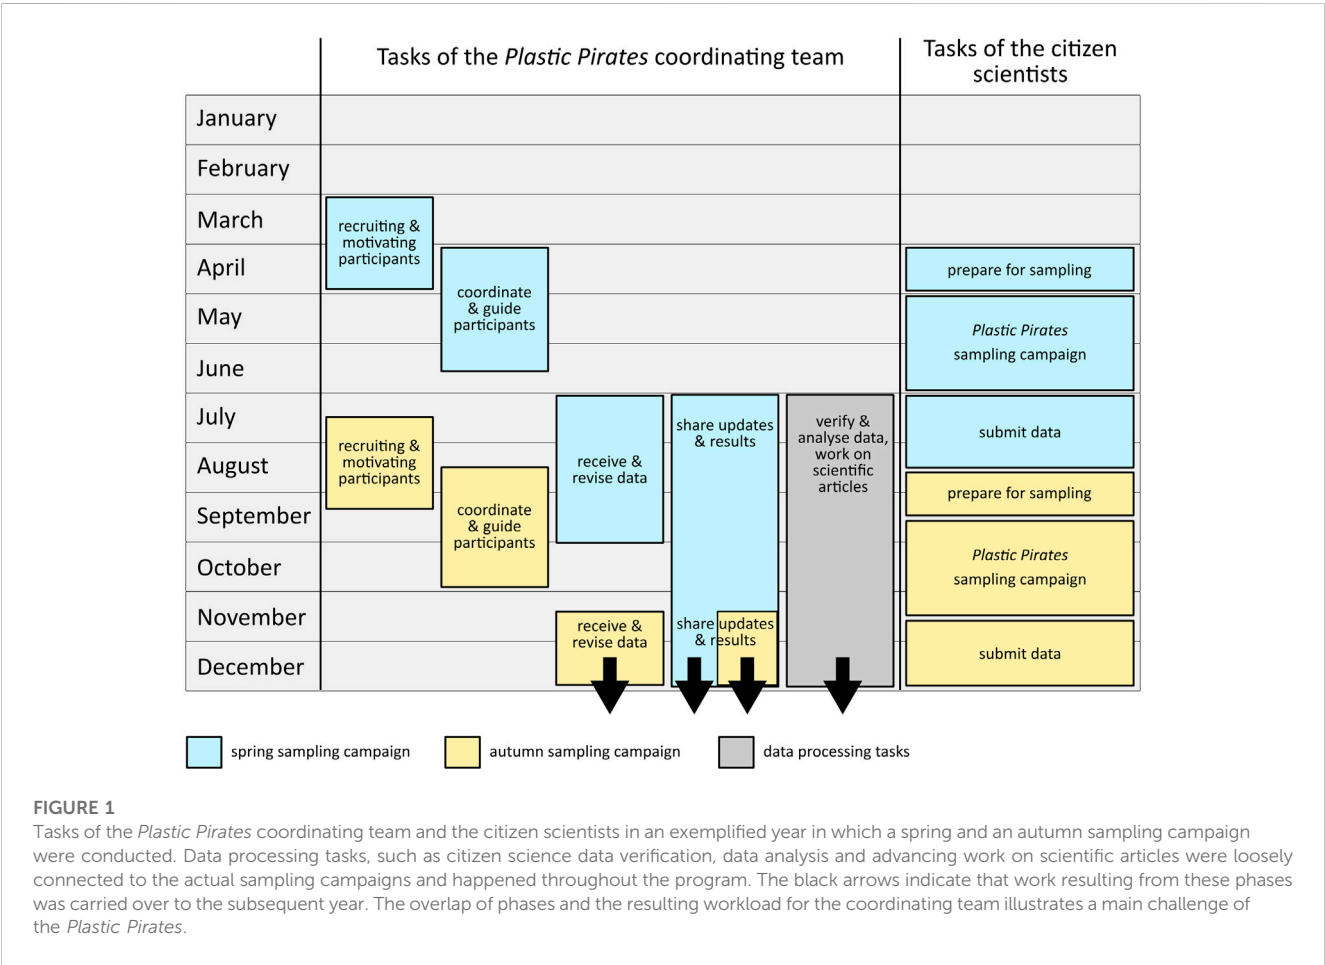 Tasks of the Plastic Pirates coordinating team
Tasks of the citizen
scientists
January
February
March
April
May
June
July
August
September
October
November
December
recruiting &
motivating
participants
coordinate
& guide
participants
recruiting &
motivating
participants
coordinate
& guide
participants
receive &
revise data
receive &
revise data
share updates
& results
share updates
& results
verify &
analyse data,
work on
scientific
articles
prepare for sampling
Plastic Pirates
sampling campaign
submit data
prepare for sampling
Plastic Pirates
sampling campaign
submit data
spring sampling campaign
autumn sampling campaign
data processing tasks
FIGURE 1
Tasks of the Plastic Pirates coordinating team and the citizen scientists in an exemplified year in which a spring and an autumn sampling campaign
were conducted. Data processing tasks, such as citizen science data verification, data analysis and advancing work on scientific articles were loosely
connected to the actual sampling campaigns and happened throughout the program. The black arrows indicate that work resulting from these phases
was carried over to the subsequent year. The overlap of phases and the resulting workload for the coordinating team illustrates a main challenge of
the Plastic Pirates.